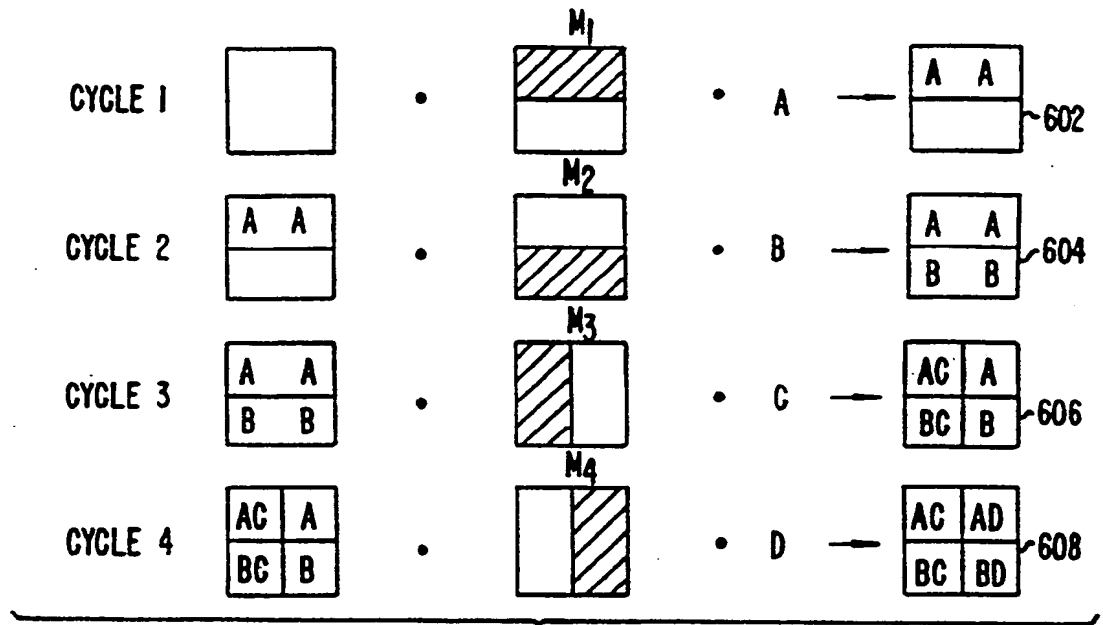 M1
CYCLE 1 • • A → A A 602
M2
CYCLE 2 A A • • B → A A 604
B B
M3
CYCLE 3 A A • • C → AC A 606
B B BC B
M4
CYCLE 4 AC A • • D → AC AD 608
BC B BC BD